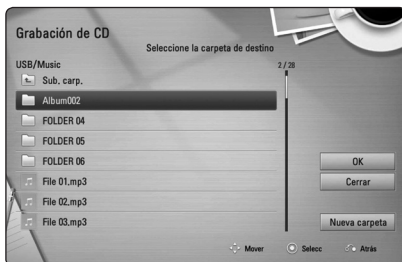 Grabación de CD
Seleccione la carpeta de destino
USB/Music
2 / 28
Sub. carp.
Album002
FOLDER 04
FOLDER 05
FOLDER 06
File 01.mp3
File 02.mp3
File 03.mp3
OK
Cerrar
Nueva carpeta
Mover
Selecc
Atrás